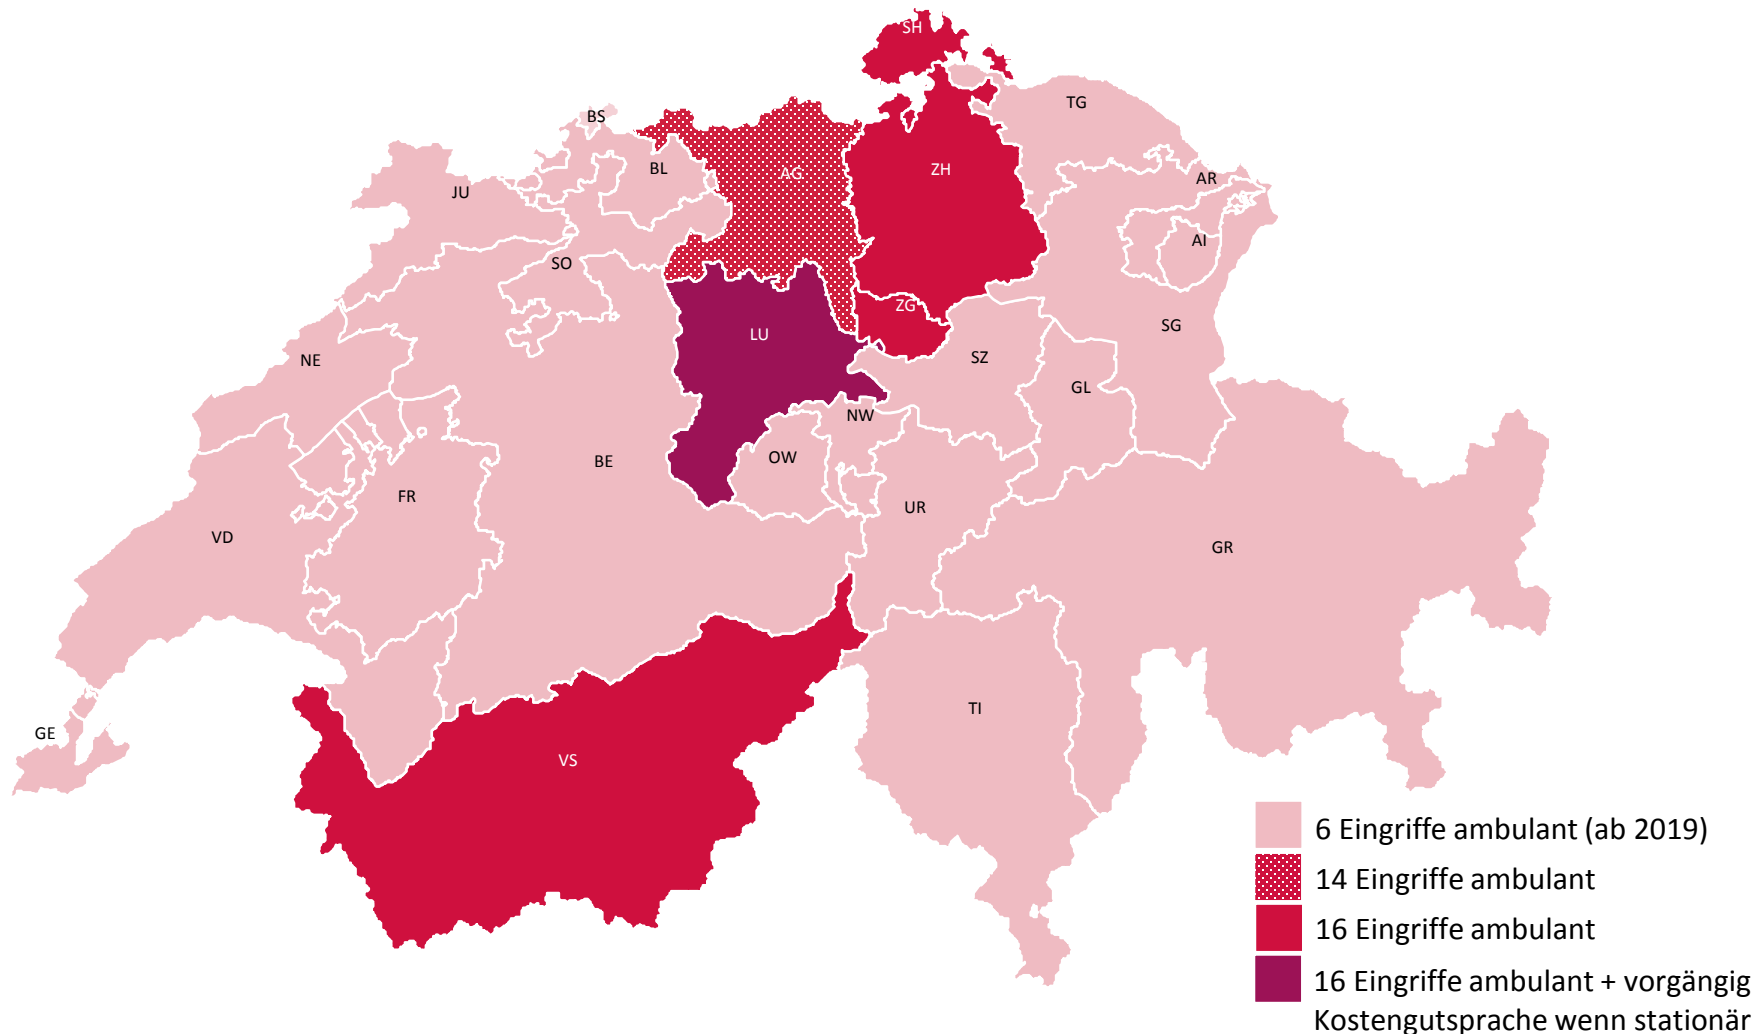 SH
TG
BS
BL
AG
ZH
JU
AR
AI
SO
ZG
SG
LU
NE
SZ
GL
NW
BE
OW
FR
UR
VD
GR
TI
GE
VS
6 Eingriffe ambulant (ab 2019)
14 Eingriffe ambulant
16 Eingriffe ambulant
16 Eingriffe ambulant + vorgängig
Kostengutsprache wenn stationär